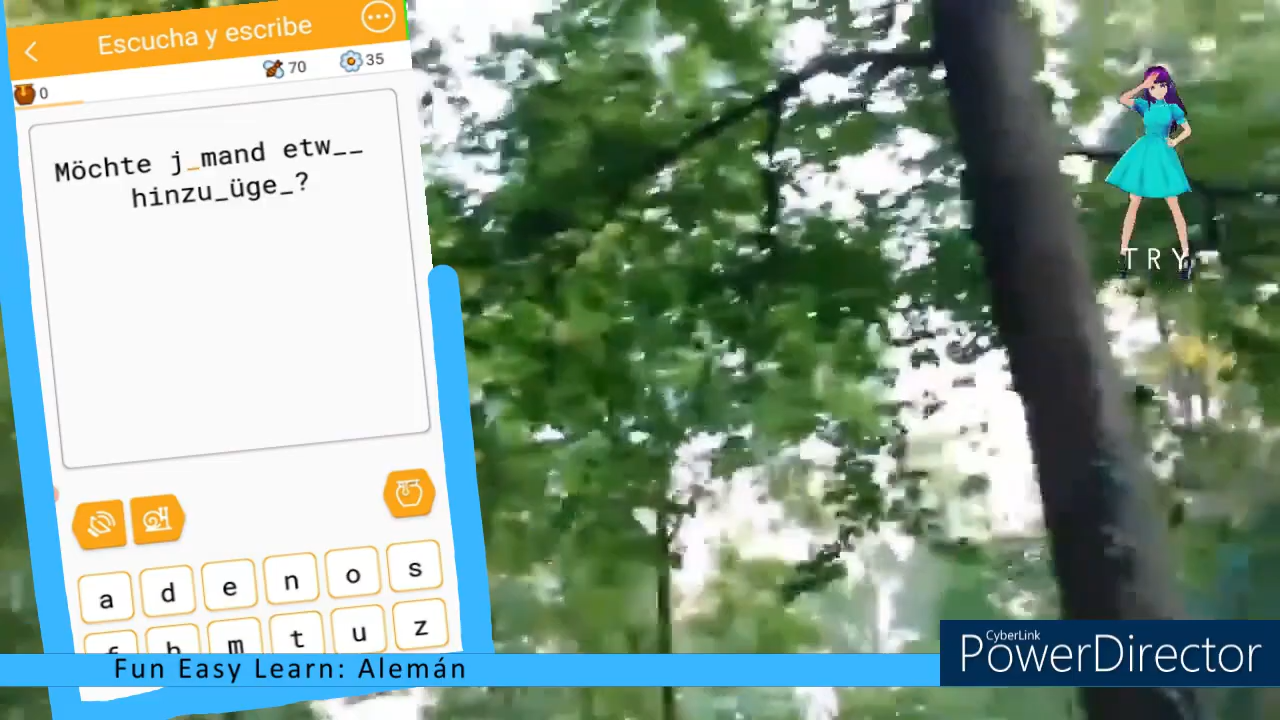 Escucha y escribe
70
35
0
Möchte j_mand etw__
hinzu_üge_?
a d e n o s
f h m t u z
TRY
Fun Easy Learn: Alemán
CyberLink
PowerDirector